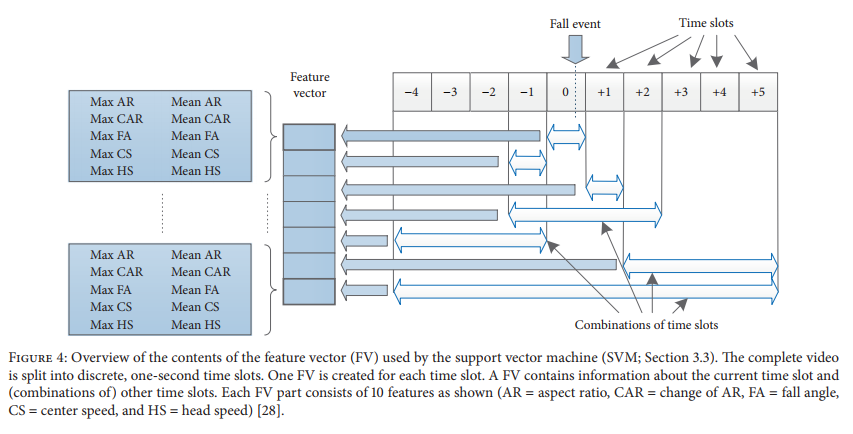 Fall event
Time slots
Feature
vector
−4 −3 −2 −1 0 +1 +2 +3 +4 +5
Max AR Mean AR
Max CAR Mean CAR
Max FA Mean FA
Max CS Mean CS
Max HS Mean HS
Max AR Mean AR
Max CAR Mean CAR
Max FA Mean FA
Max CS Mean CS
Max HS Mean HS
Combinations of time slots
Figure 4: Overview of the contents of the feature vector (FV) used by the support vector machine (SVM; Section 3.3). The complete video
is split into discrete, one-second time slots. One FV is created for each time slot. A FV contains information about the current time slot and
(combinations of) other time slots. Each FV part consists of 10 features as shown (AR = aspect ratio, CAR = change of AR, FA = fall angle,
CS = center speed, and HS = head speed) [28].